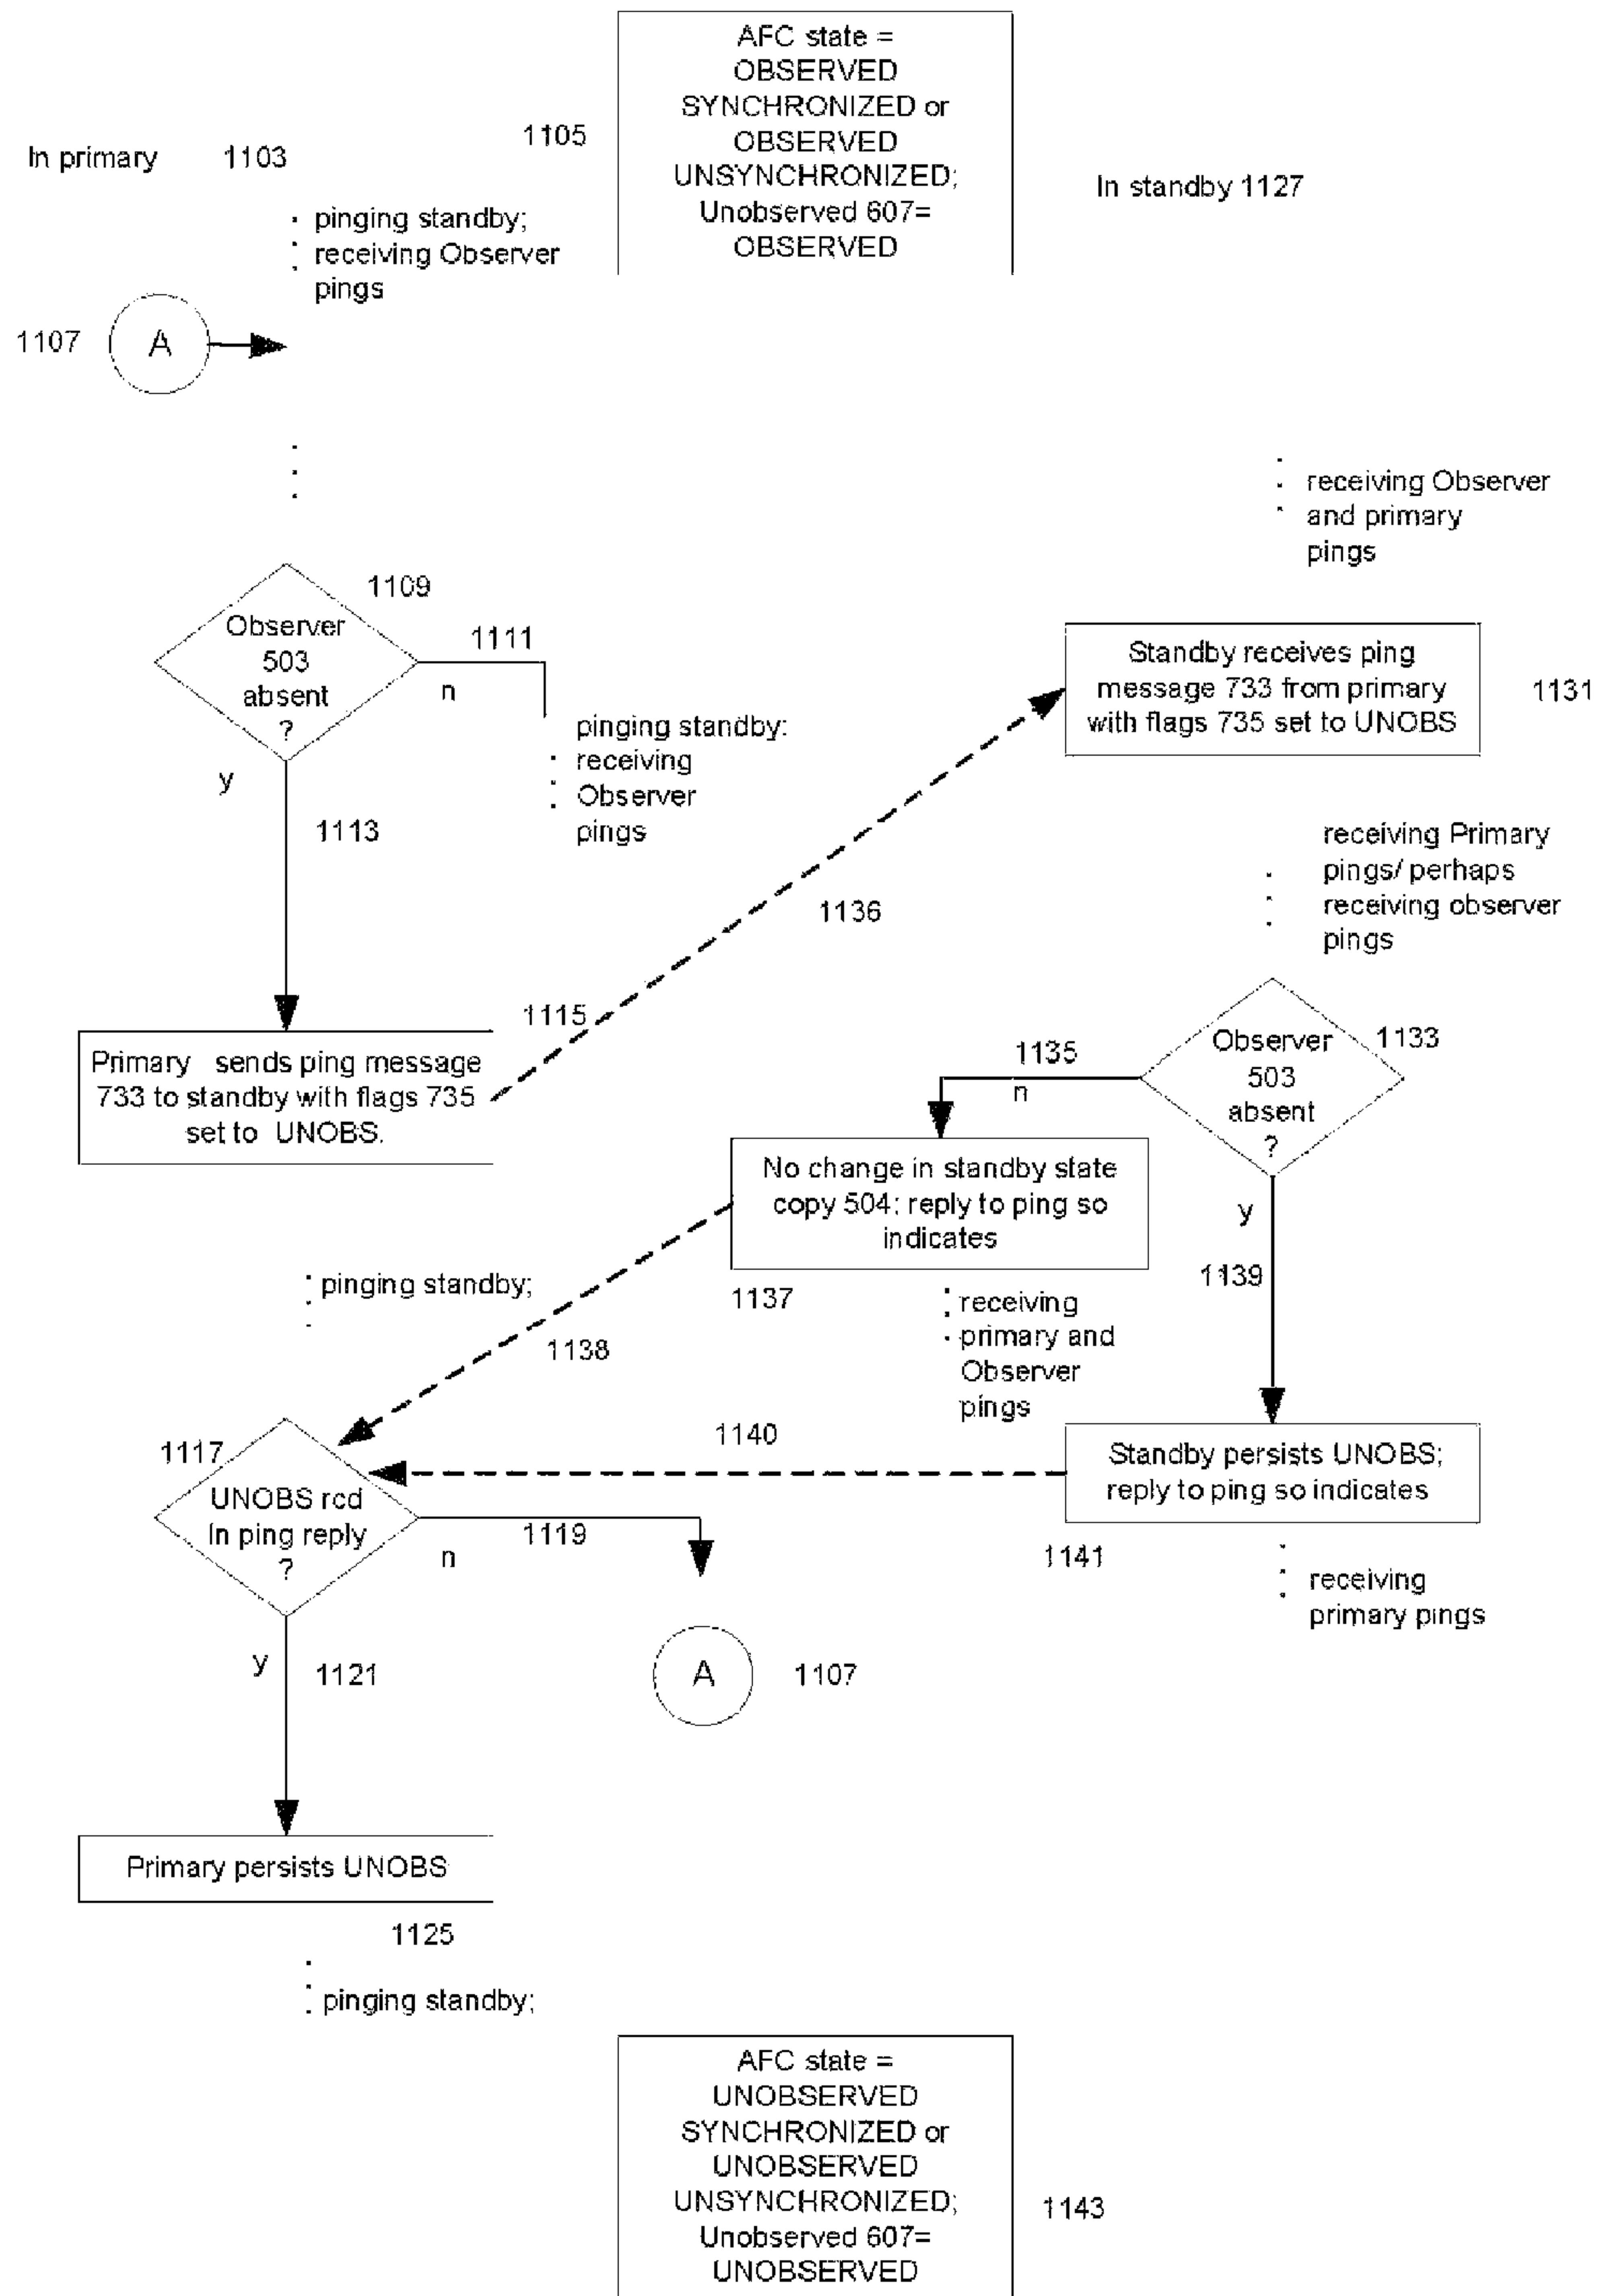 AFC state =
OBSERVED
SYNCHRONIZED or
OBSERVED
UNSYNCHRONIZED;
Unobserved 607=
OBSERVED
1105
In primary 1103
In standby 1127
pinging standby;
receiving Observer
pings
1107
A
receiving Observer
and primary
pings
1109
Observer
503
absent
?
1111
n
y
pinging standby:
receiving
Observer
pings
1113
Standby receives ping
message 733 from primary
with flags 735 set to UNOBS
1131
1136
receiving Primary
pings/ perhaps
receiving observer
pings
1115
Primary sends ping message
733 to standby with flags 735
set to UNOBS.
Observer
503
absent
?
1133
1135
n
y
No change in standby state
copy 504; reply to ping so
indicates
1137
1139
pinging standby;
1138
receiving
primary and
Observer
pings
1140
Standby persists UNOBS;
reply to ping so indicates
1141
receiving
primary pings
1117
UNOBS rcd
In ping reply
?
1119
n
y
1121
A
1107
Primary persists UNOBS
1125
pinging standby;
AFC state =
UNOBSERVED
SYNCHRONIZED or
UNOBSERVED
UNSYNCHRONIZED;
Unobserved 607=
UNOBSERVED
1143